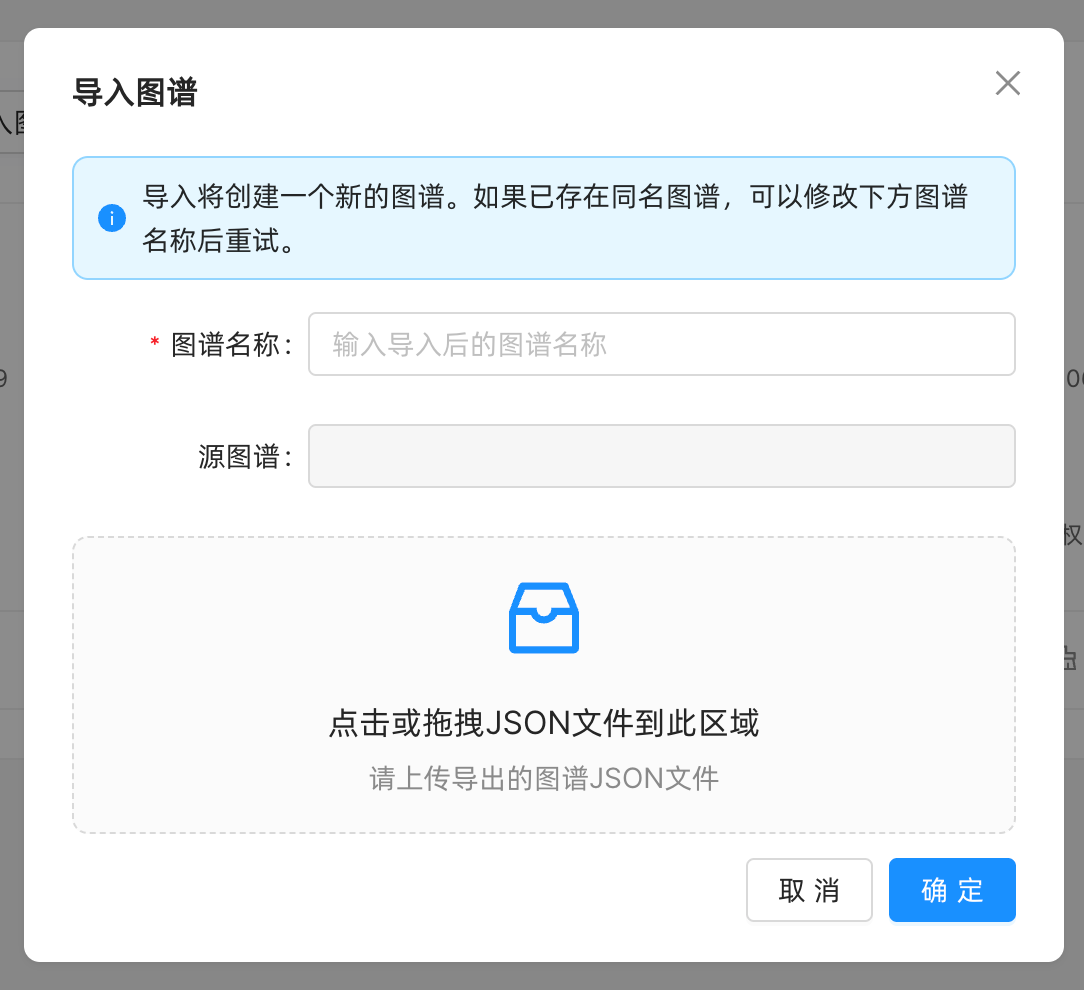 导入图谱
导入将创建一个新的图谱。如果已存在同名图谱，可以修改下方图谱
名称后重试。
* 图谱名称：
输入导入后的图谱名称
源图谱：
点击或拖拽JSON文件到此区域
请上传导出的图谱JSON文件
取 消
确 定